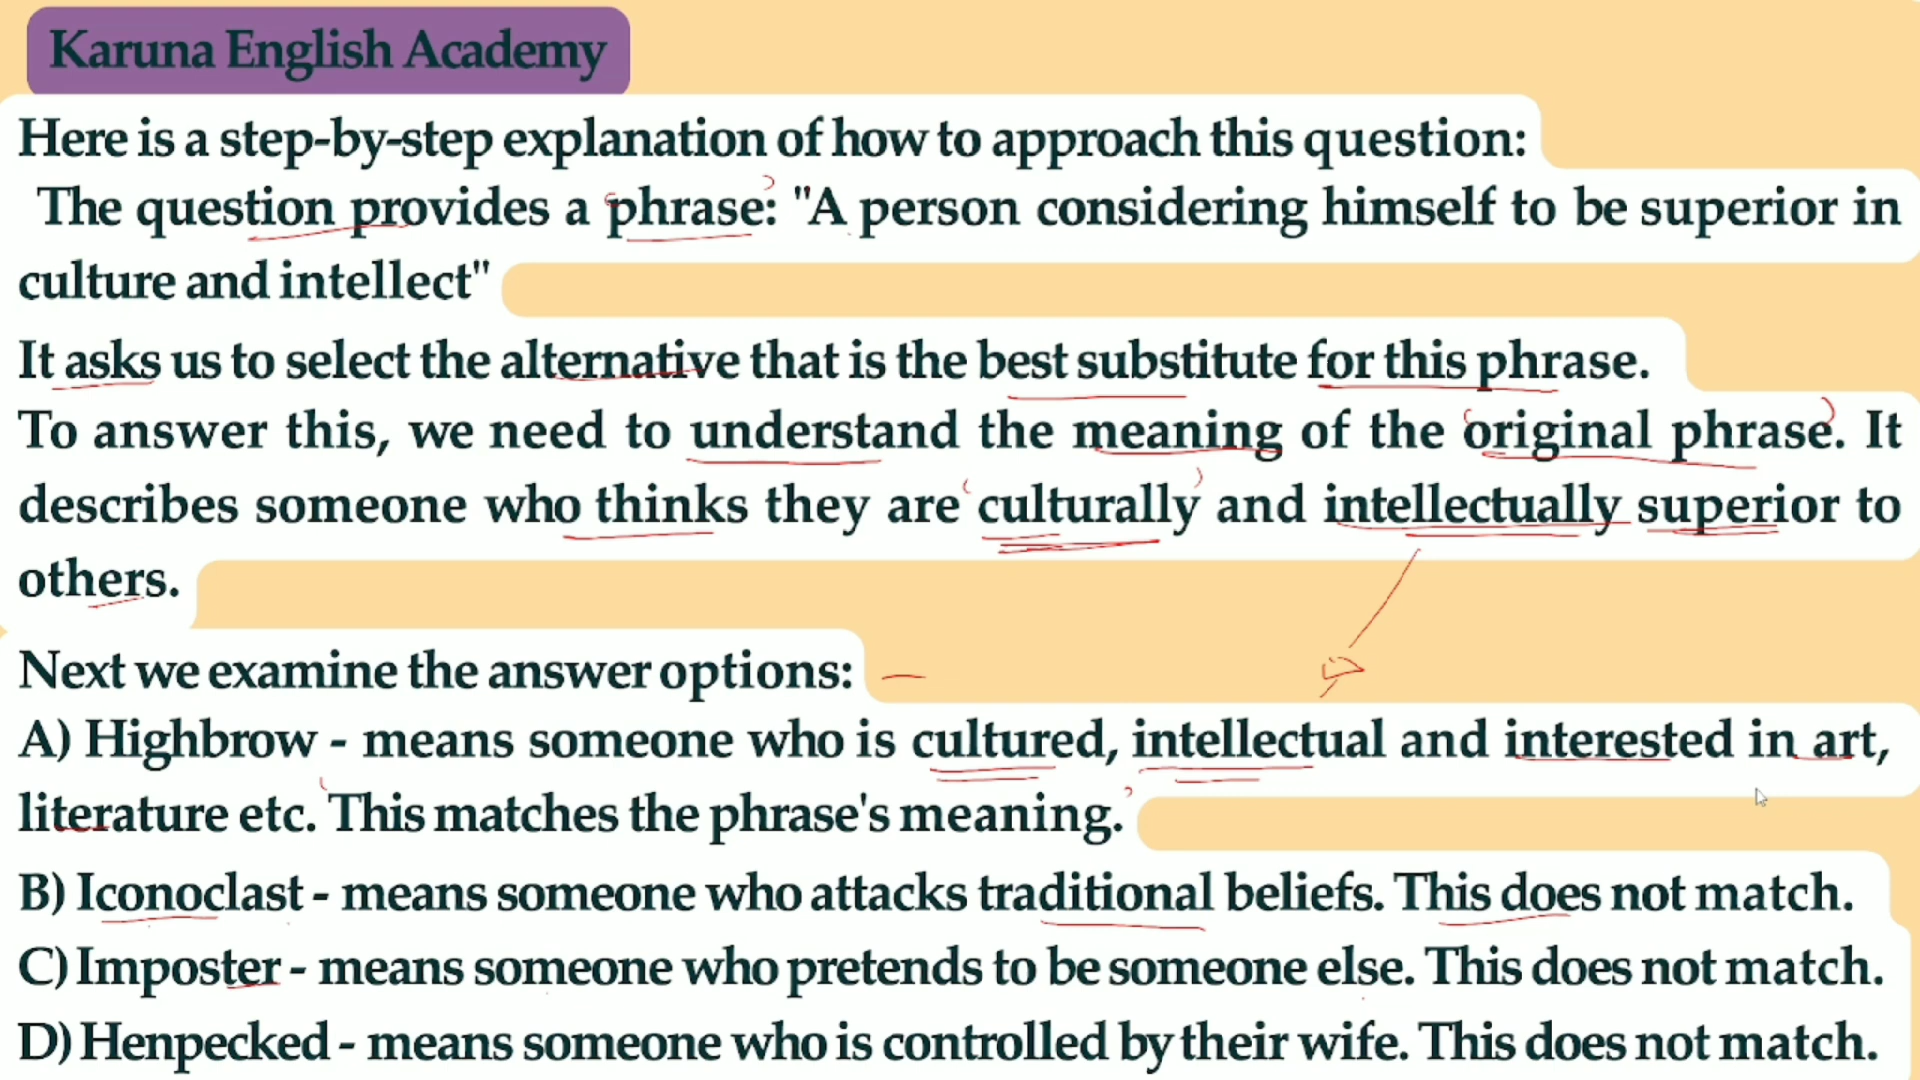 Karuna English Academy
Here is a step-by-step explanation of how to approach this question:
The question provides a phrase: "A person considering himself to be superior in
culture and intellect"
It asks us to select the alternative that is the best substitute for this phrase.
To answer this, we need to understand the meaning of the original phrase. It
describes someone who thinks they are culturally and intellectually superior to
others.
Next we examine the answer options:
A) Highbrow - means someone who is cultured, intellectual and interested in art,
literature etc. This matches the phrase's meaning.
B) Iconoclast - means someone who attacks traditional beliefs. This does not match.
C) Imposter - means someone who pretends to be someone else. This does not match.
D) Henpecked - means someone who is controlled by their wife. This does not match.